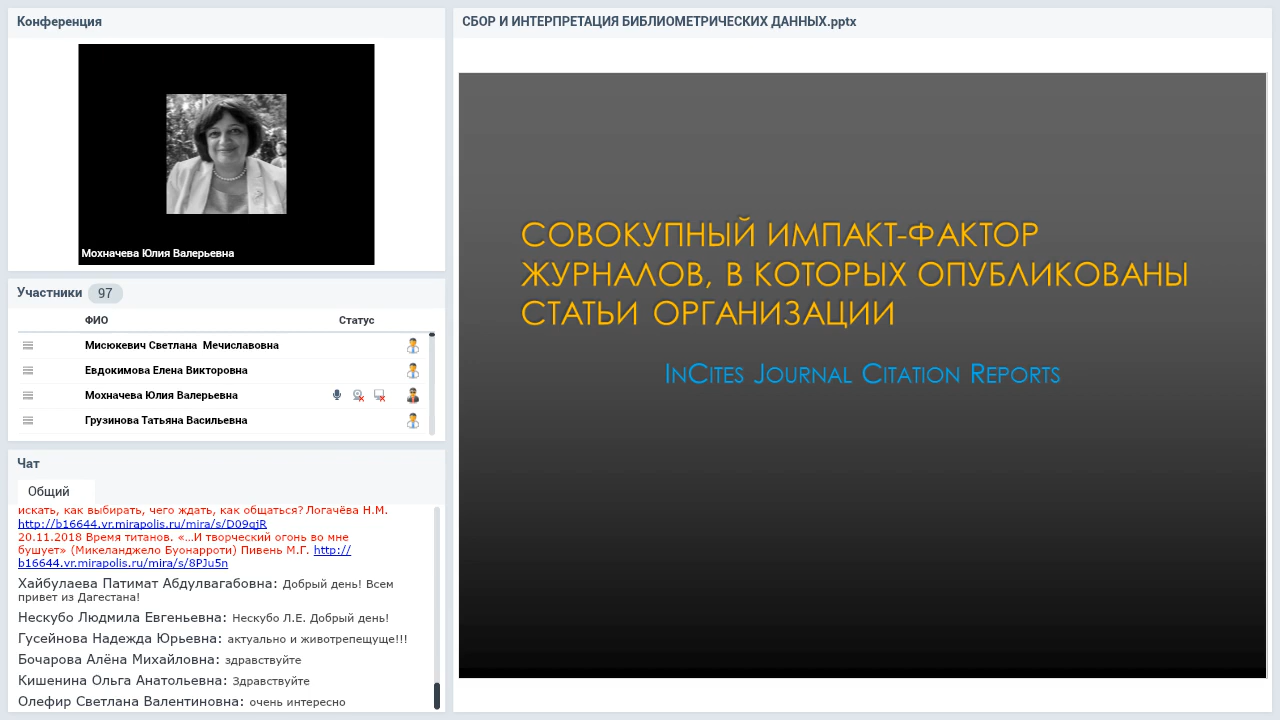 Конференция
Мохначева Юлия Валерьевна
Участники 97
ФИО Статус
Мисюкевич Светлана Мечиславовна
Евдокимова Елена Викторовна
Мохначева Юлия Валерьевна
Грузинова Татьяна Васильевна
Чат
Общий
искать, как выбирать, чего ждать, как общаться? Логачёва Н.М.
http://b16644.vr.mirapolis.ru/mira/s/D09qjR
20.11.2018 Время титанов. «…И творческий огонь во мне
бушует» (Микеланджело Буонарроти) Пивень М.Г. http://
b16644.vr.mirapolis.ru/mira/s/8PJu5n
Хайбулаева Патимат Абдулвагабовна: Добрый день! Всем
привет из Дагестана!
Нескубо Людмила Евгеньевна: Нескубо Л.Е. Добрый день!
Гусейнова Надежда Юрьевна: актуально и животрепещуще!!!
Бочарова Алёна Михайловна: здравствуйте
Кишенина Ольга Анатольевна: Здравствуйте
Олефир Светлана Валентиновна: очень интересно
СБОР И ИНТЕРПРЕТАЦИЯ БИБЛИОМЕТРИЧЕСКИХ ДАННЫХ.pptx
СОВОКУПНЫЙ ИМПАКТ-ФАКТОР
ЖУРНАЛОВ, В КОТОРЫХ ОПУБЛИКОВАНЫ
СТАТЬИ ОРГАНИЗАЦИИ
InCites Journal Citation Reports